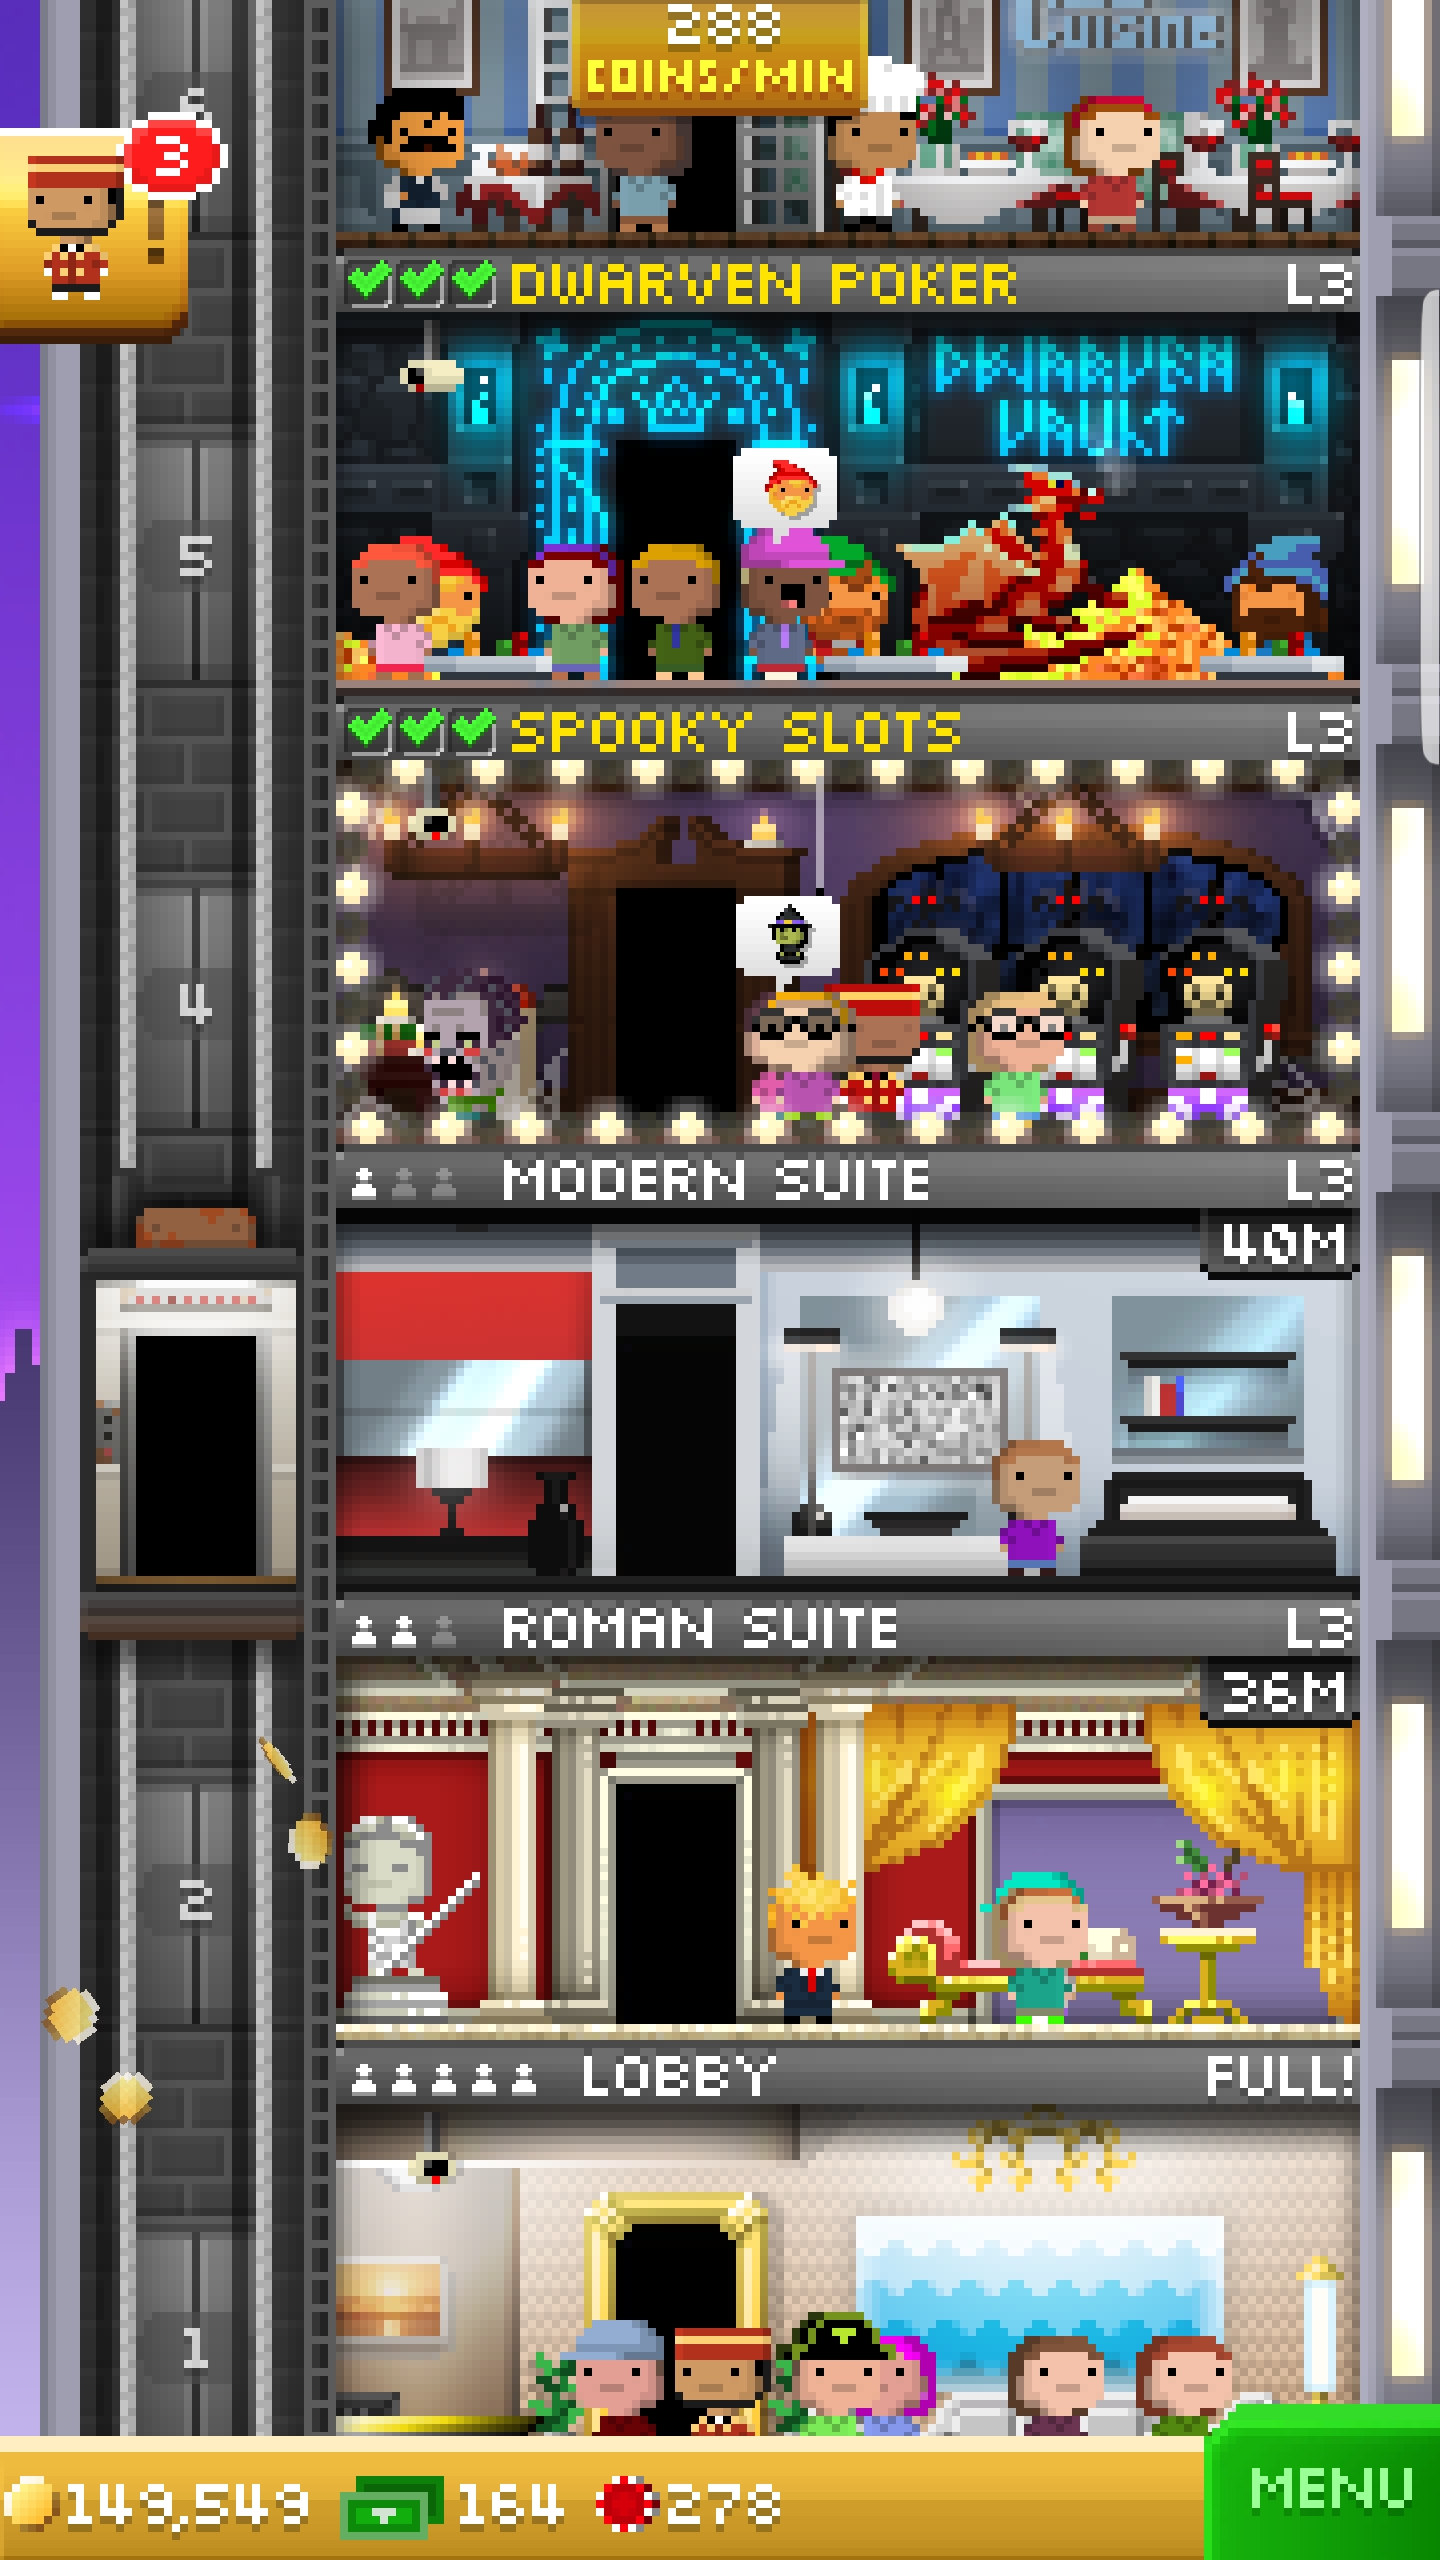 Cuisine
288
COINS/MIN
3
DWARVEN POKER L3
DWARVEN
VAULT
5
SPOOKY SLOTS L3
4
MODERN SUITE L3
40M
ROMAN SUITE L3
36M
2
LOBBY FULL!
1
149,549 164 278
MENU